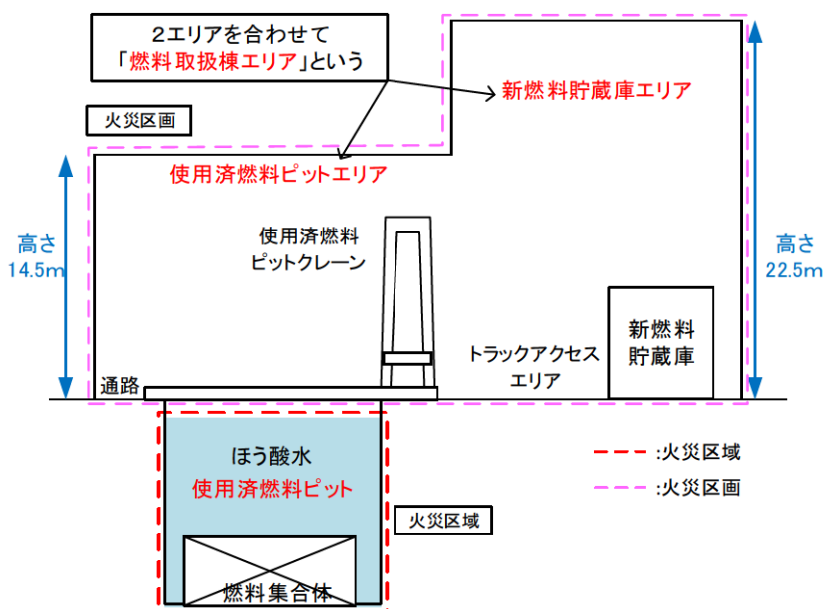 2エリアを合わせて
「燃料取扱棟エリア」という
新燃料貯蔵庫エリア
火災区画
使用済燃料ピットエリア
使用済燃料
ピットクレーン
高さ
14.5m
高さ
22.5m
新燃料
貯蔵庫
トラックアクセス
エリア
通路
ほう酸水
使用済燃料ピット
:火災区域
:火災区画
火災区域
燃料集合体